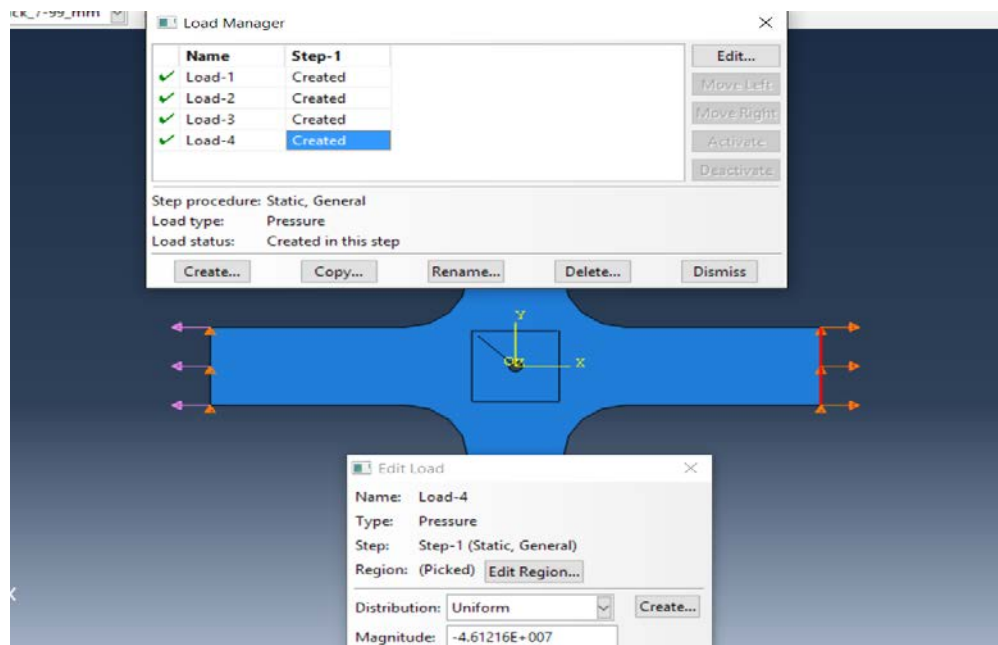 ck_7-99_mm
Load Manager
Name Step-1
Load-1 Created
Load-2 Created
Load-3 Created
Load-4 Created
Edit...
Move Left
Move Right
Activate
Deactivate
Step procedure: Static, General
Load type: Pressure
Load status: Created in this step
Create... Copy... Rename... Delete... Dismiss
Y
X
Edit Load
Name: Load-4
Type: Pressure
Step: Step-1 (Static, General)
Region: (Picked) Edit Region...
Distribution: Uniform Create...
Magnitude: -4.61216E+007